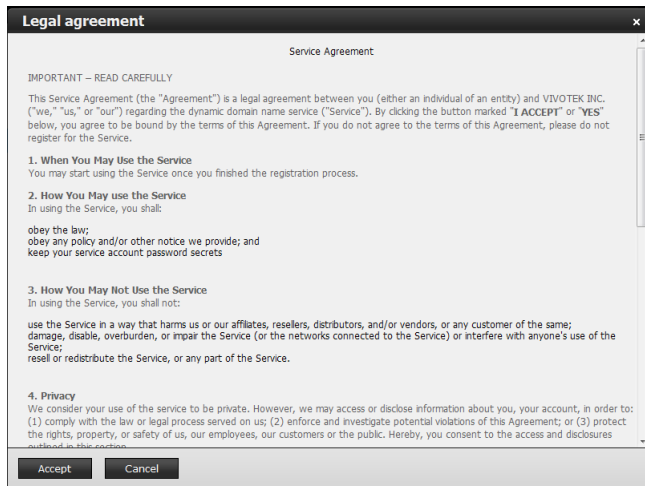 Legal agreement
×
Service Agreement
IMPORTANT – READ CAREFULLY
This Service Agreement (the "Agreement") is a legal agreement between you (either an individual of an entity) and VIVOTEK INC.
("we," "us," or "our") regarding the dynamic domain name service ("Service"). By clicking the button marked "I ACCEPT" or "YES"
below, you agree to be bound by the terms of this Agreement. If you do not agree to the terms of this Agreement, please do not
register for the Service.
1. When You May Use the Service
You may start using the Service once you finished the registration process.
2. How You May use the Service
In using the Service, you shall:
obey the law;
obey any policy and/or other notice we provide; and
keep your service account password secrets
3. How You May Not Use the Service
In using the Service, you shall not:
use the Service in a way that harms us or our affiliates, resellers, distributors, and/or vendors, or any customer of the same;
damage, disable, overburden, or impair the Service (or the networks connected to the Service) or interfere with anyone's use of the
Service;
resell or redistribute the Service, or any part of the Service.
4. Privacy
We consider your use of the service to be private. However, we may access or disclose information about you, your account, in order to:
(1) comply with the law or legal process served on us; (2) enforce and investigate potential violations of this Agreement; or (3) protect
the rights, property, or safety of us, our employees, our customers or the public. Hereby, you consent to the access and disclosures
outlined in this section.
Accept Cancel